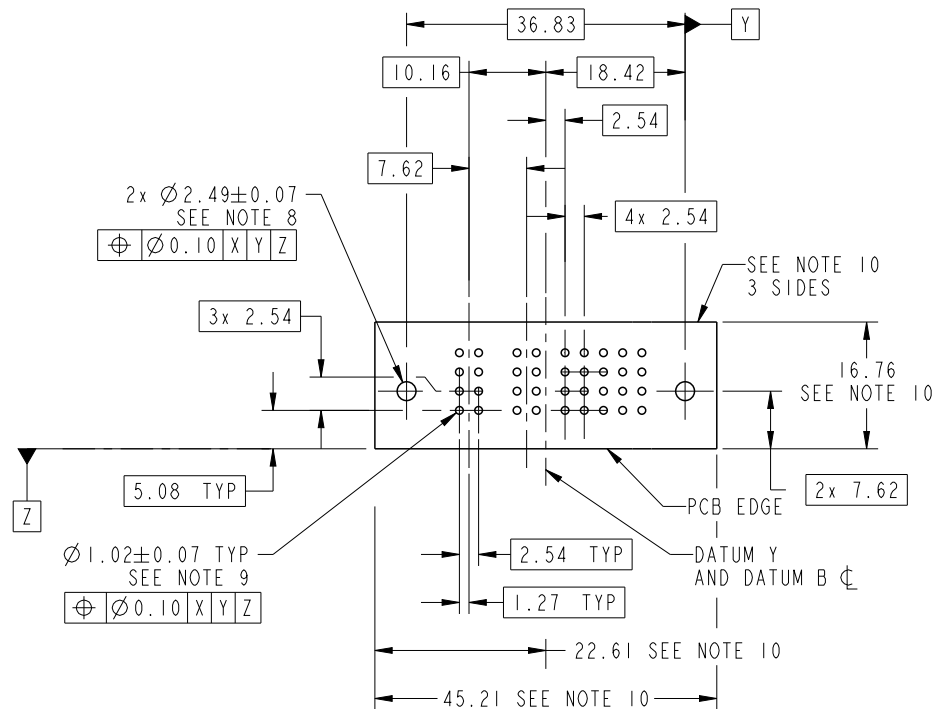 36.83
Y
10.16
18.42
2.54
7.62
2x Ø2.49±0.07
SEE NOTE 8
⌖ Ø0.10 X Y Z
4x 2.54
SEE NOTE 10
3 SIDES
3x 2.54
16.76
SEE NOTE 10
Z
5.08 TYP
2x 7.62
PCB EDGE
Ø1.02±0.07 TYP
SEE NOTE 9
⌖ Ø0.10 X Y Z
2.54 TYP
DATUM Y
AND DATUM B ℄
1.27 TYP
22.61 SEE NOTE 10
45.21 SEE NOTE 10